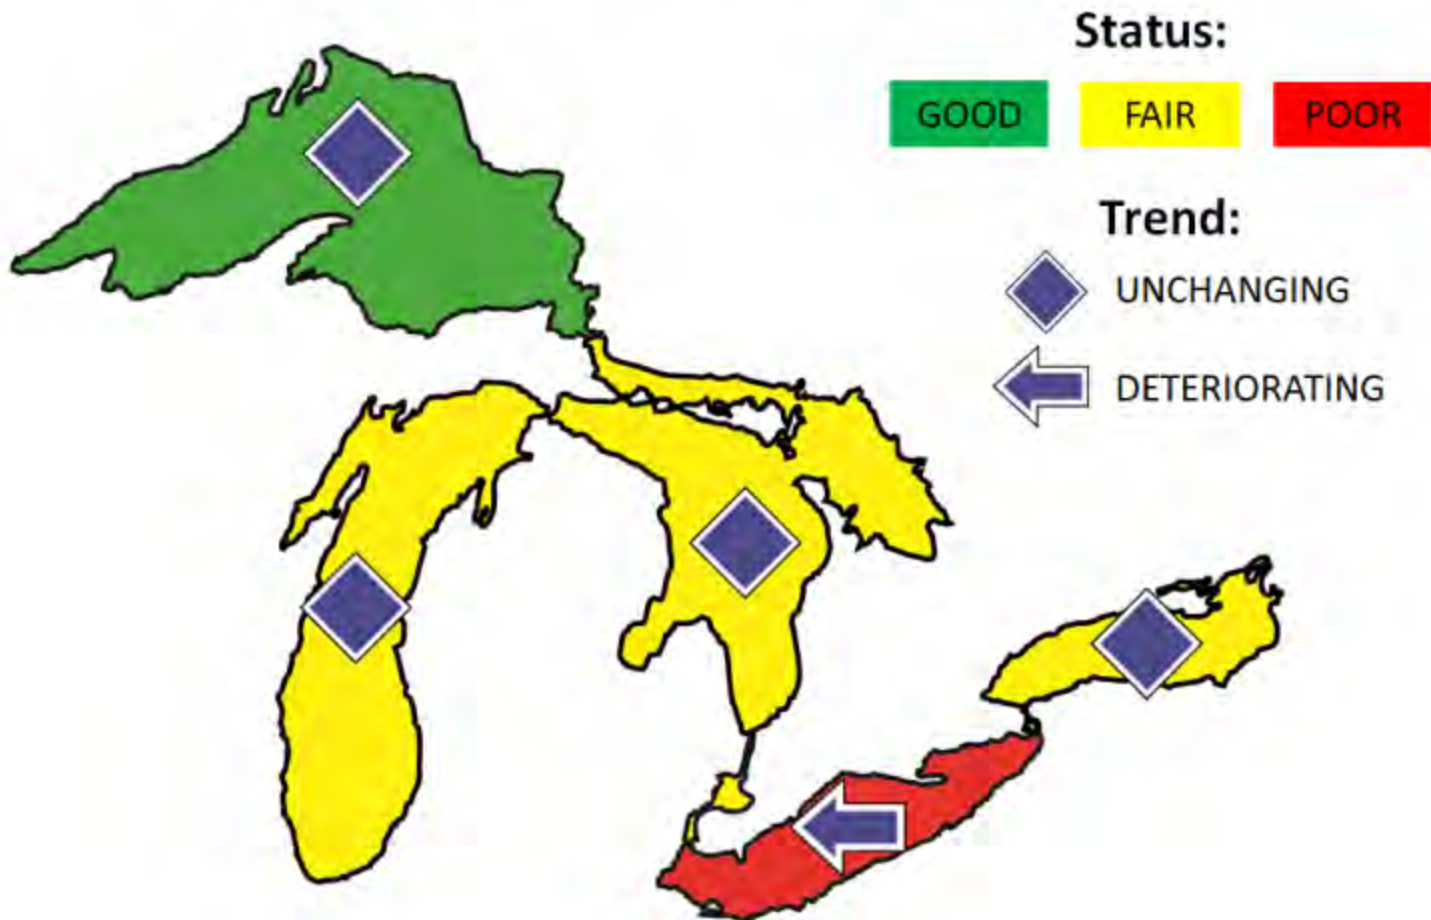 Status:
GOOD FAIR POOR
Trend:
UNCHANGING
DETERIORATING